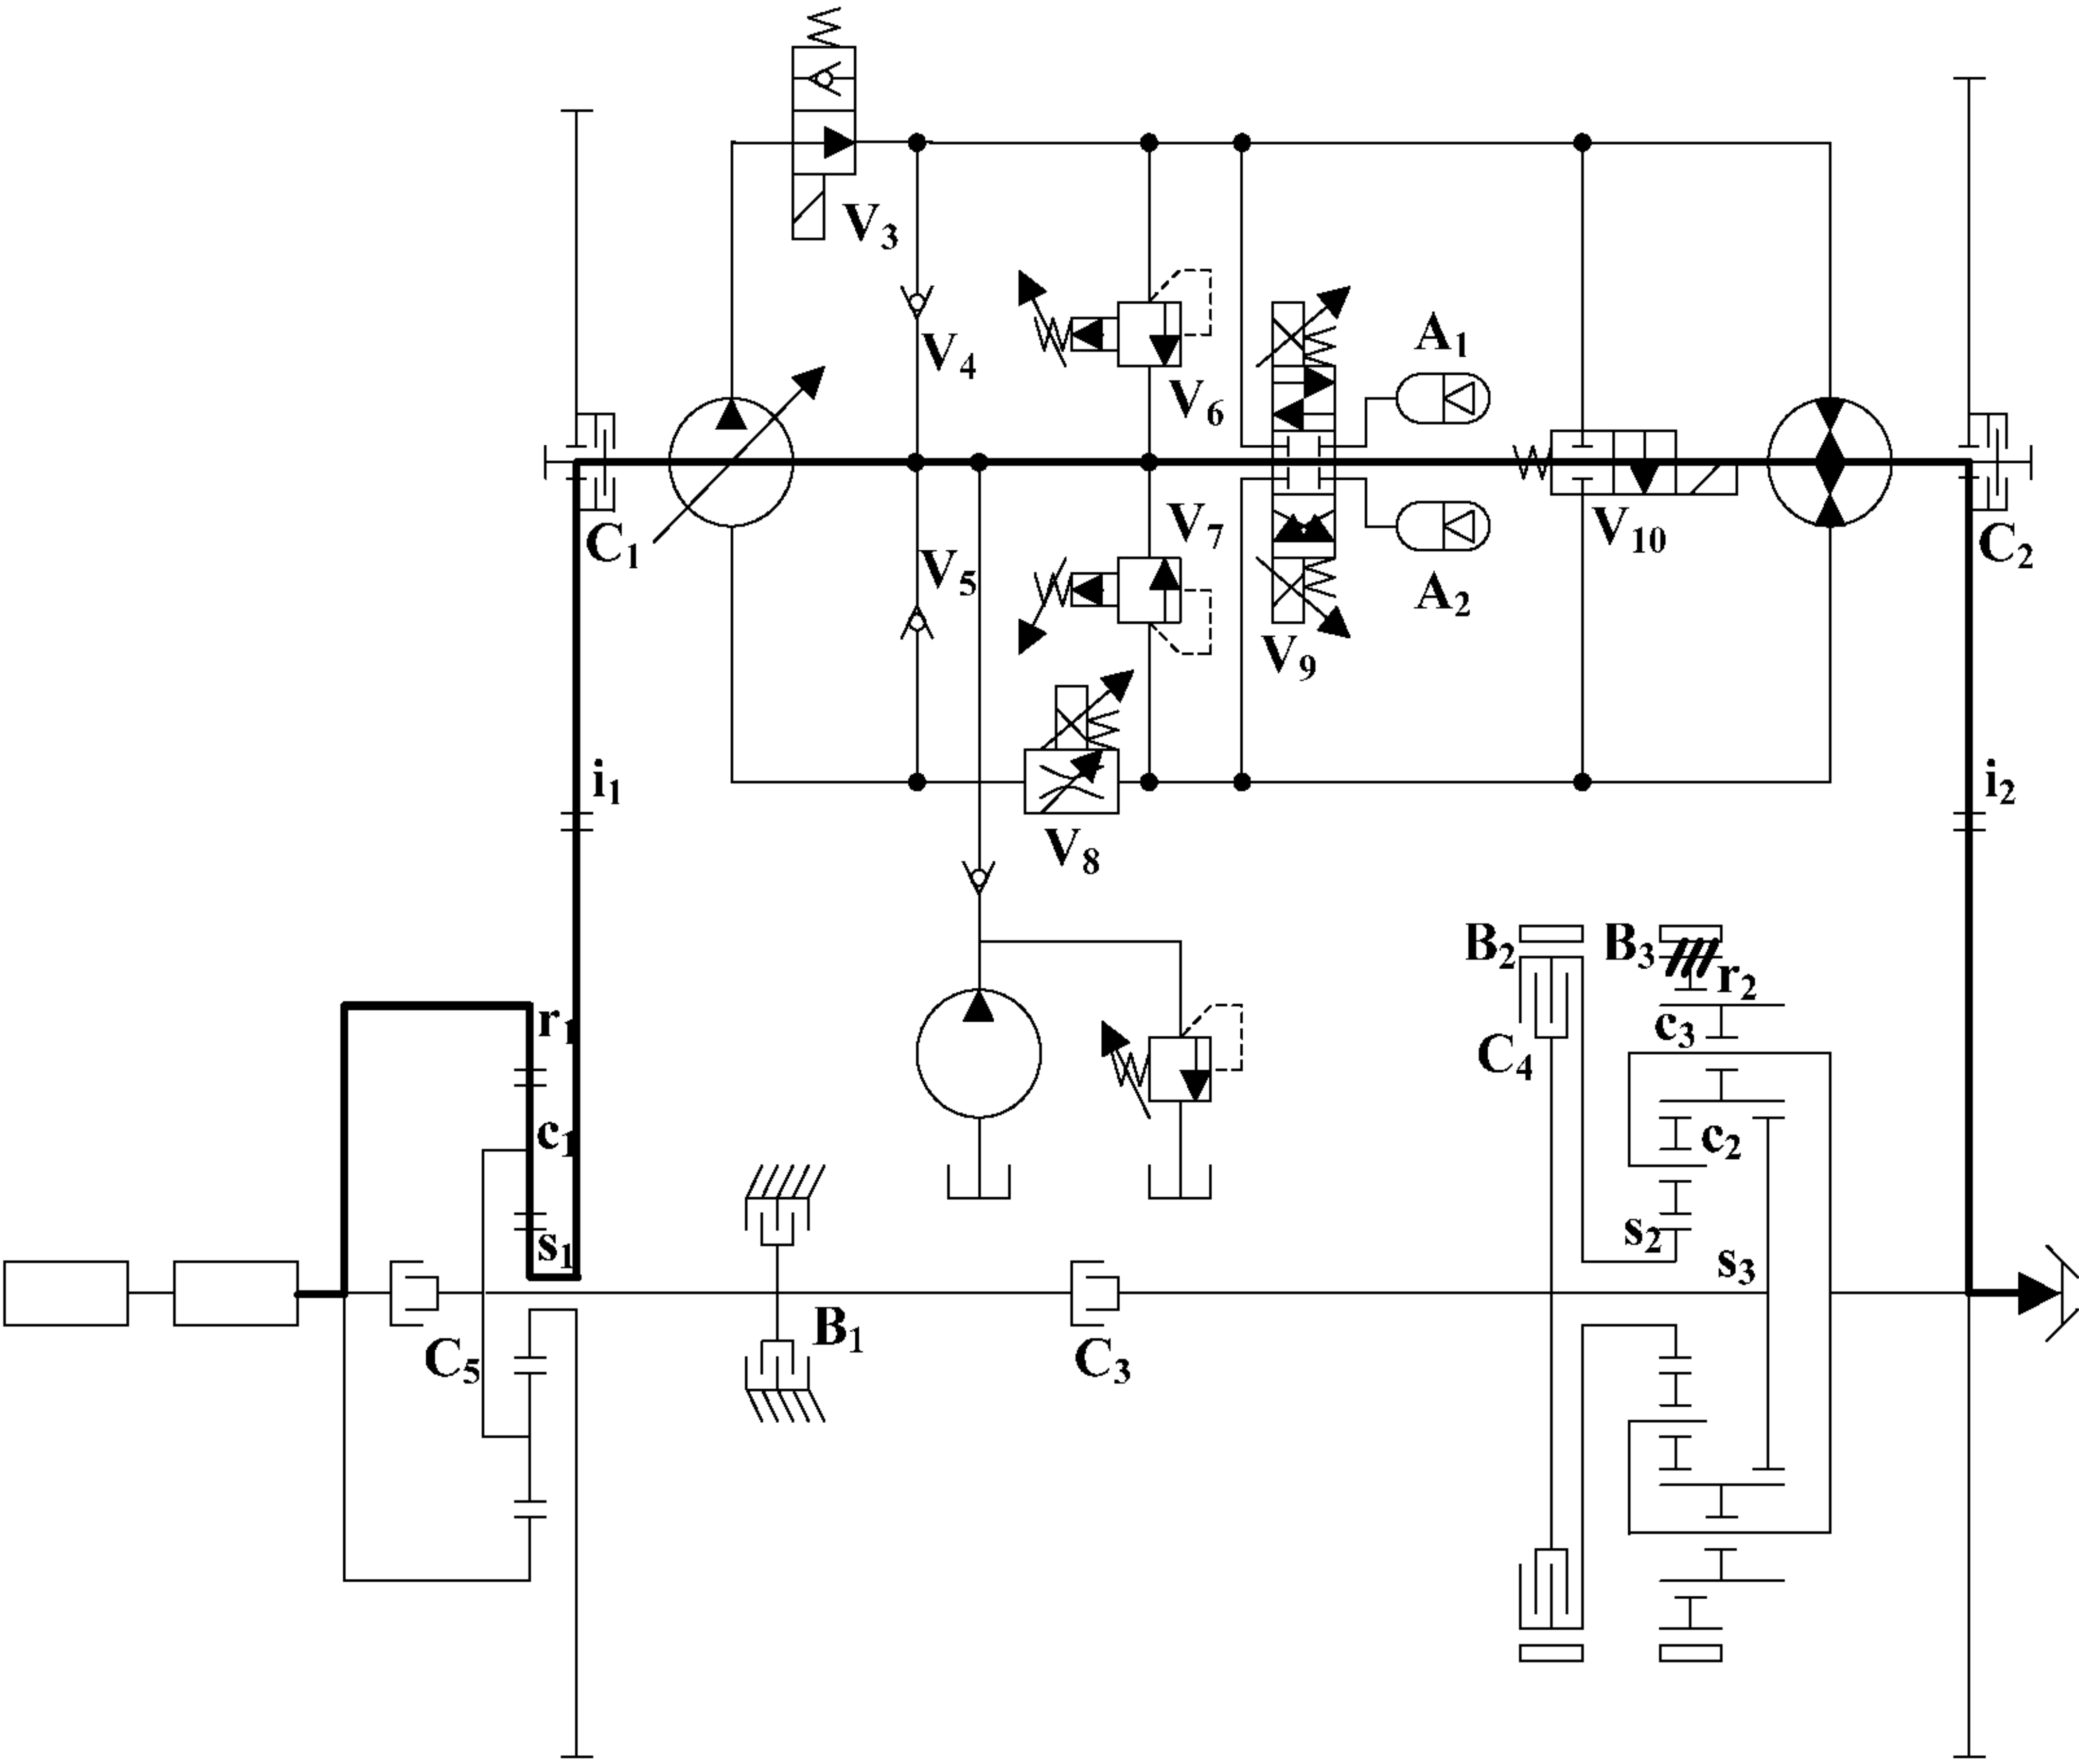 V₃
V₄
A₁
V₆
C₁
V₅
V₇
V₁₀
C₂
A₂
V₉
i₁
i₂
V₈
B₂
B₃
r₂
r₁
c₃
C₄
c₁
c₂
s₁
s₂
s₃
B₁
C₅
C₃